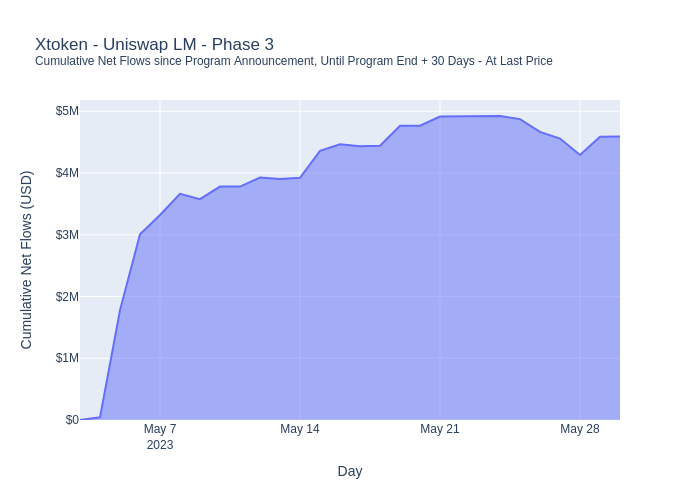 Xtoken - Uniswap LM - Phase 3
Cumulative Net Flows since Program Announcement, Until Program End + 30 Days - At Last Price
Cumulative Net Flows (USD)
$5M
$4M
$3M
$2M
$1M
$0
May 7
2023
May 14
May 21
May 28
Day